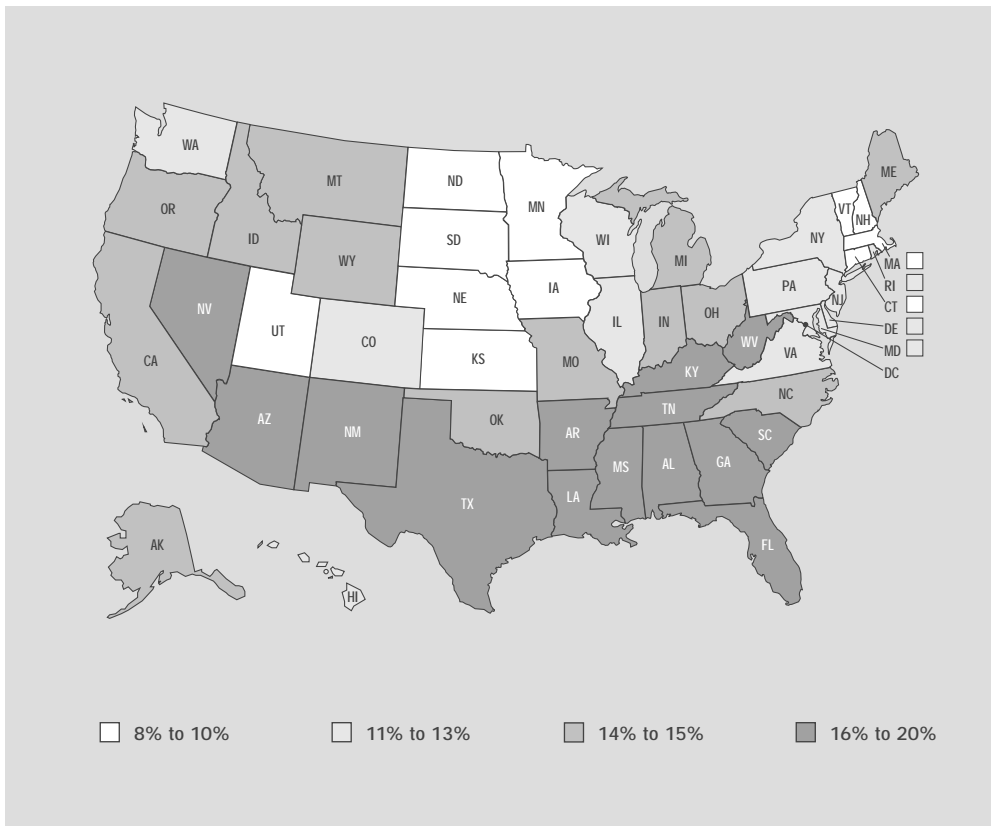 WA
MT
ND
MN
ME
OR
ID
SD
WI
VT
NH
NY
WY
MI
MA
RI
CT
NE
IA
PA
NJ
NV
UT
CO
IL
IN
OH
DE
MD
DC
CA
KS
MO
WV
VA
KY
AZ
NM
OK
AR
TN
NC
TX
LA
MS
AL
GA
SC
FL
AK
HI
8% to 10%
11% to 13%
14% to 15%
16% to 20%